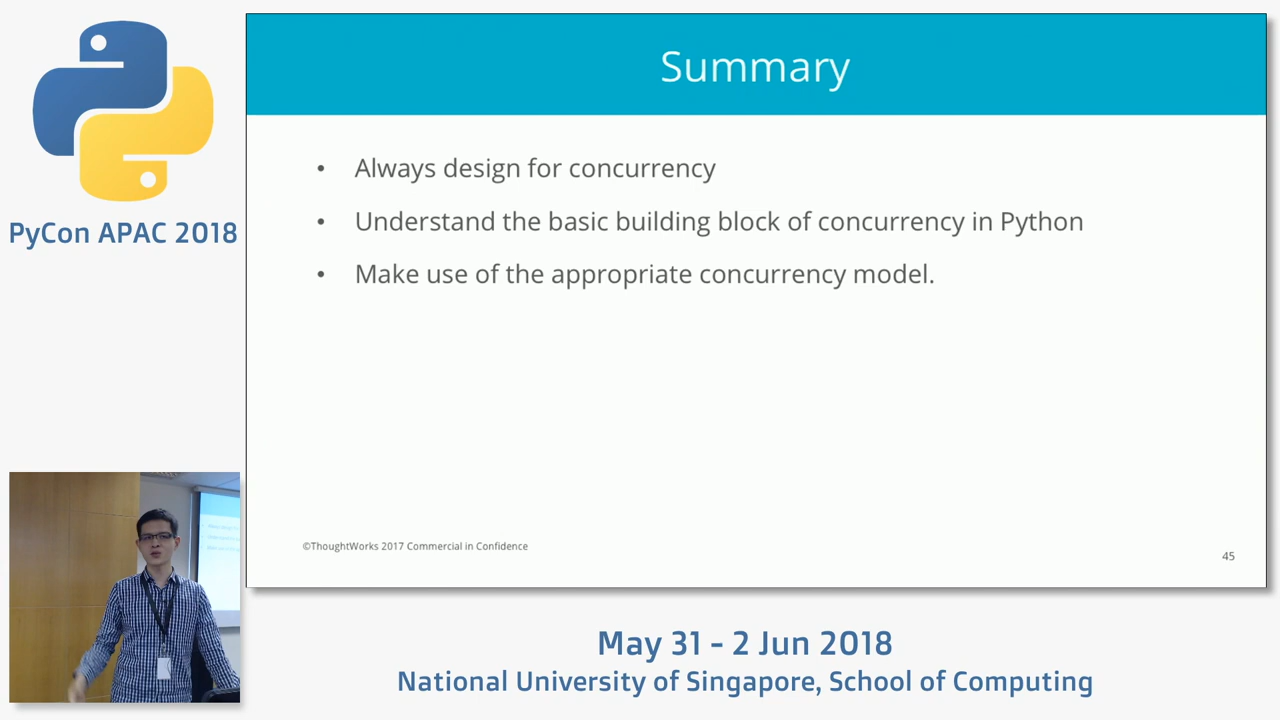 PyCon APAC 2018
Summary
• Always design for concurrency
• Understand the basic building block of concurrency in Python
• Make use of the appropriate concurrency model.
©ThoughtWorks 2017 Commercial in Confidence
45
May 31 - 2 Jun 2018
National University of Singapore, School of Computing